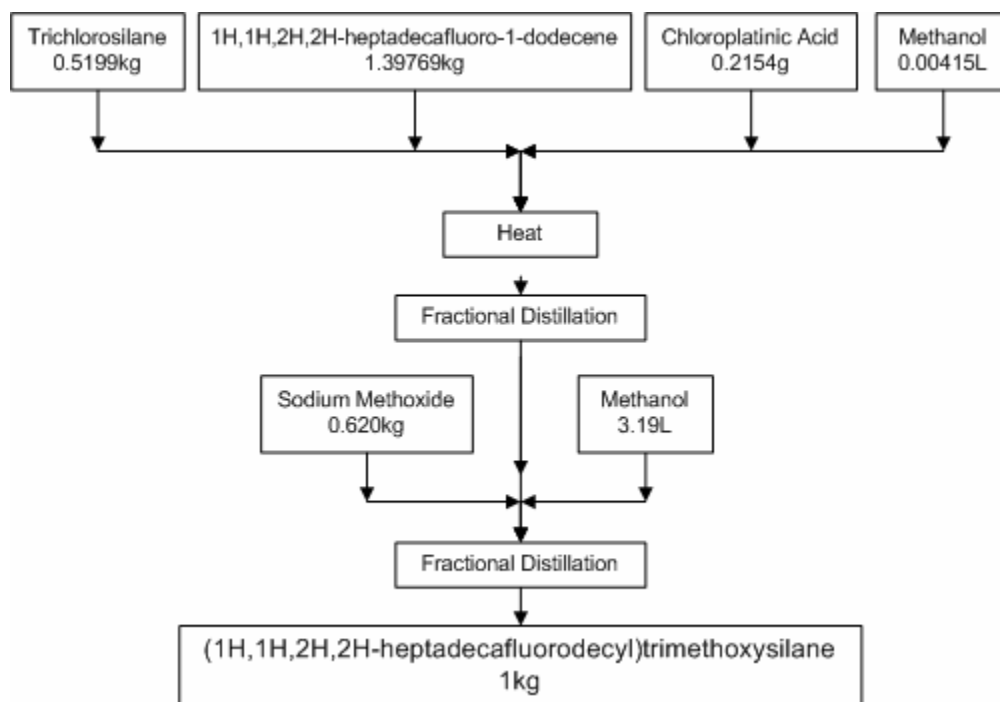 Trichlorosilane
0.5199kg
1H,1H,2H,2H-heptadecafluoro-1-dodecene
1.39769kg
Chloroplatinic Acid
0.2154g
Methanol
0.00415L
Heat
Fractional Distillation
Sodium Methoxide
0.620kg
Methanol
3.19L
Fractional Distillation
(1H,1H,2H,2H-heptadecafluorodecyl)trimethoxysilane
1kg